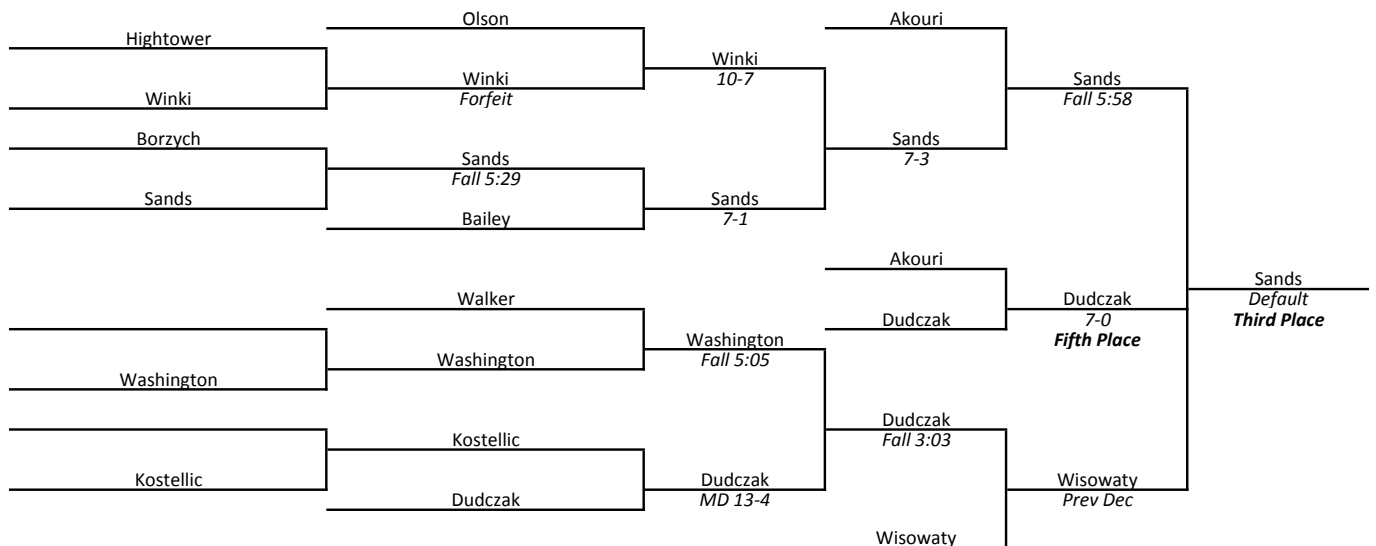 Olson
Akouri
Hightower
Winki
10-7
Winki
Forfeit
Sands
Fall 5:58
Winki
Borzych
Sands
7-3
Sands
Fall 5:29
Sands
Sands
7-1
Bailey
Akouri
Sands
Default
Third Place
Walker
Dudczak
7-0
Fifth Place
Dudczak
Washington
Fall 5:05
Washington
Washington
Dudczak
Fall 3:03
Kostellic
Kostellic
Dudczak
MD 13-4
Wisowaty
Prev Dec
Dudczak
Wisowaty